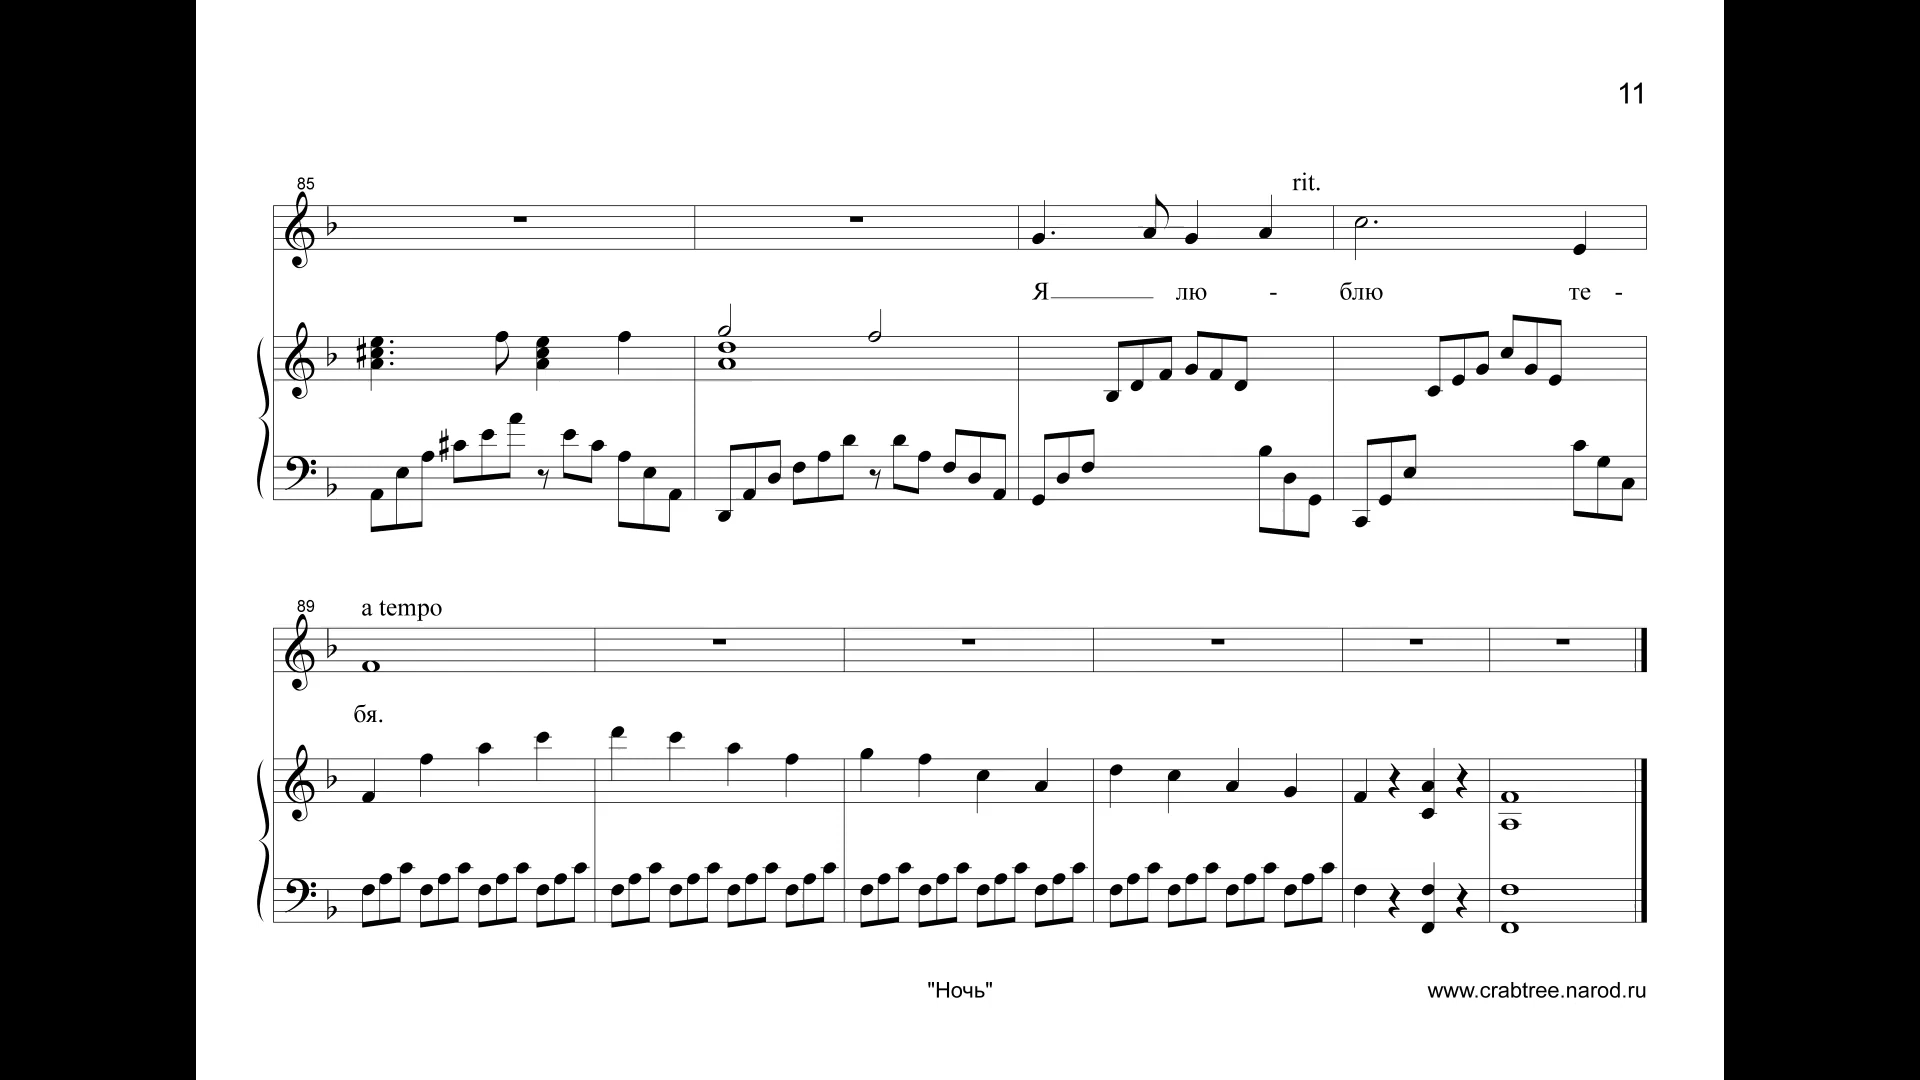 11
85
rit.
Я лю - блю те -
89
a tempo
бя.
"Ночь"
www.crabtree.narod.ru